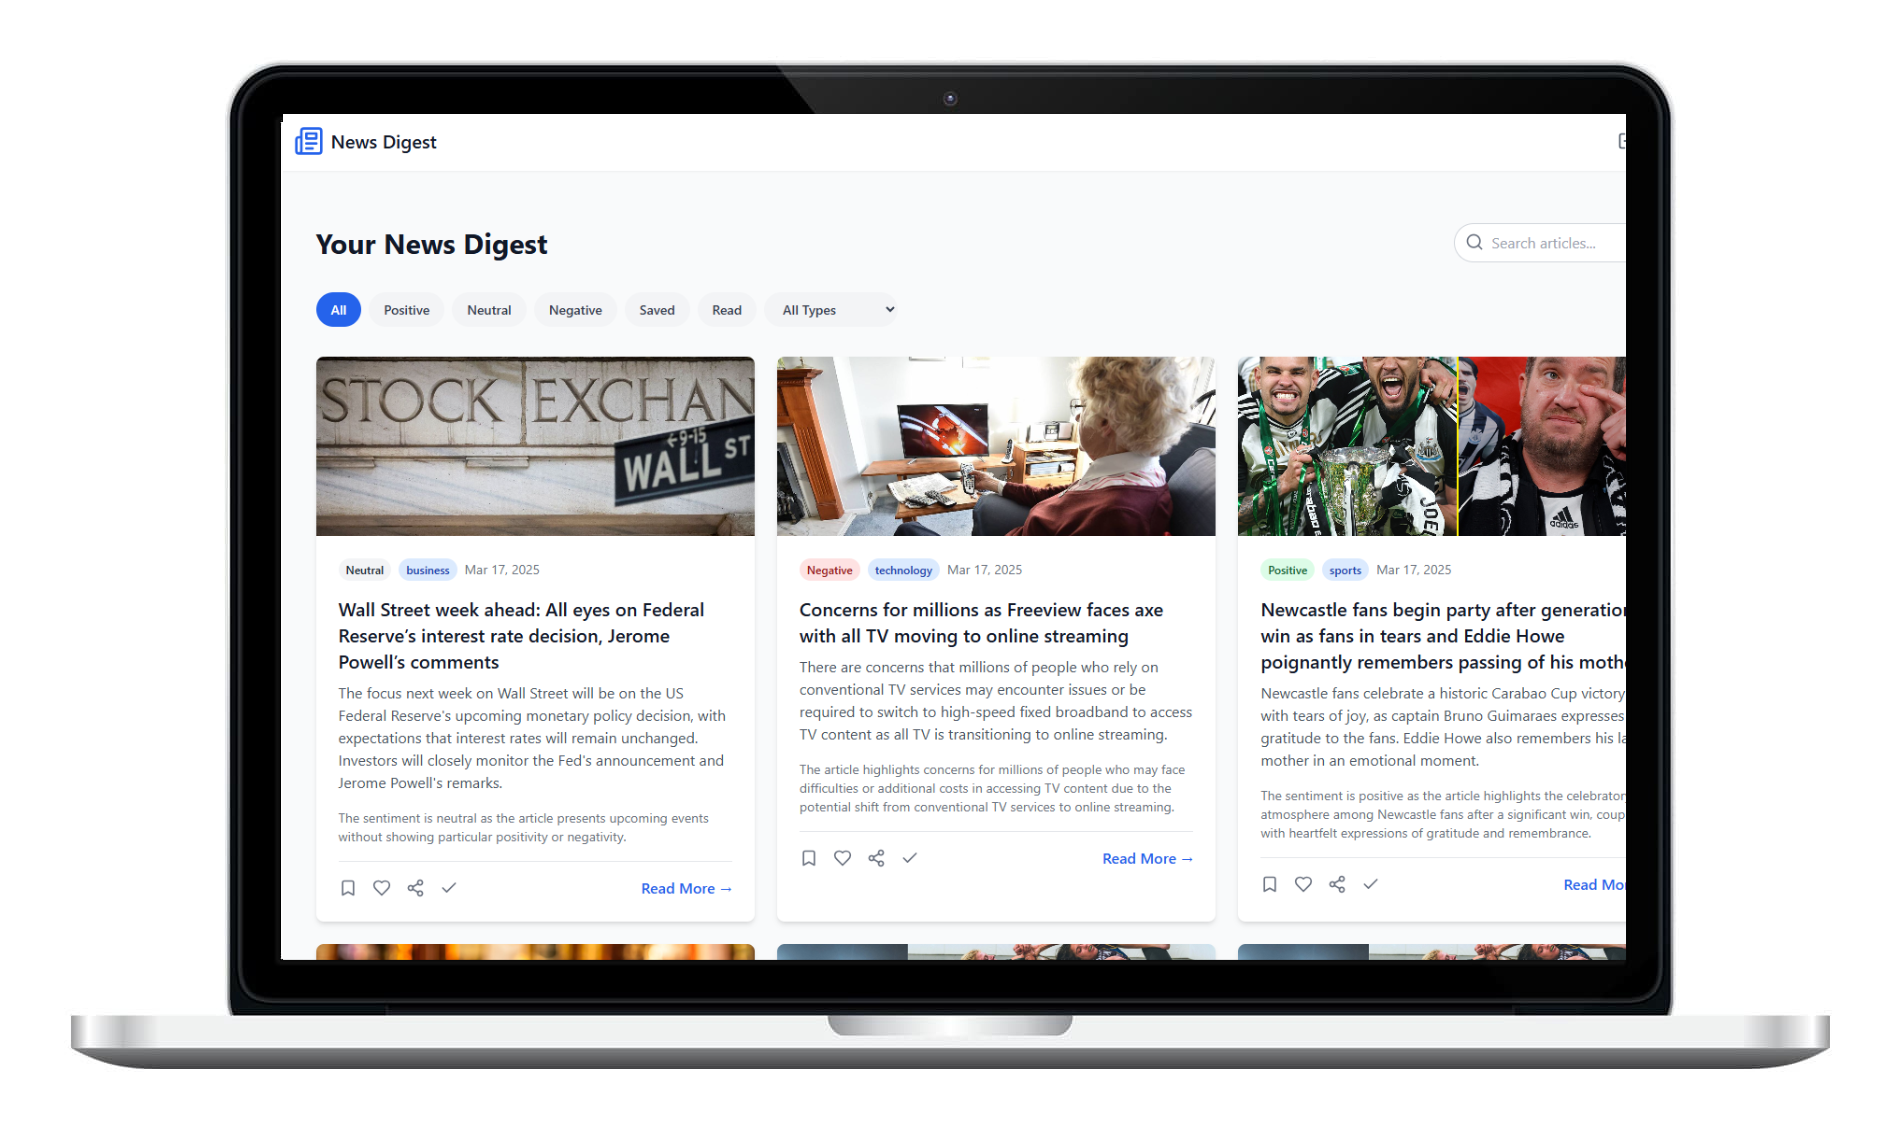 News Digest
Your News Digest
Search articles...
All
Positive
Neutral
Negative
Saved
Read
All Types
STOCK EXCHAN
←9-15
WALL ST
JOEL
adidas
Neutral business Mar 17, 2025
Wall Street week ahead: All eyes on Federal
Reserve's interest rate decision, Jerome
Powell's comments
The focus next week on Wall Street will be on the US
Federal Reserve's upcoming monetary policy decision, with
expectations that interest rates will remain unchanged.
Investors will closely monitor the Fed's announcement and
Jerome Powell's remarks.
The sentiment is neutral as the article presents upcoming events
without showing particular positivity or negativity.
Read More →
Negative technology Mar 17, 2025
Concerns for millions as Freeview faces axe
with all TV moving to online streaming
There are concerns that millions of people who rely on
conventional TV services may encounter issues or be
required to switch to high-speed fixed broadband to access
TV content as all TV is transitioning to online streaming.
The article highlights concerns for millions of people who may face
difficulties or additional costs in accessing TV content due to the
potential shift from conventional TV services to online streaming.
Read More →
Positive sports Mar 17, 2025
Newcastle fans begin party after generation
win as fans in tears and Eddie Howe
poignantly remembers passing of his moth
Newcastle fans celebrate a historic Carabao Cup victory
with tears of joy, as captain Bruno Guimaraes expresses
gratitude to the fans. Eddie Howe also remembers his la
mother in an emotional moment.
The sentiment is positive as the article highlights the celebratory
atmosphere among Newcastle fans after a significant win, coup
with heartfelt expressions of gratitude and remembrance.
Read Mo